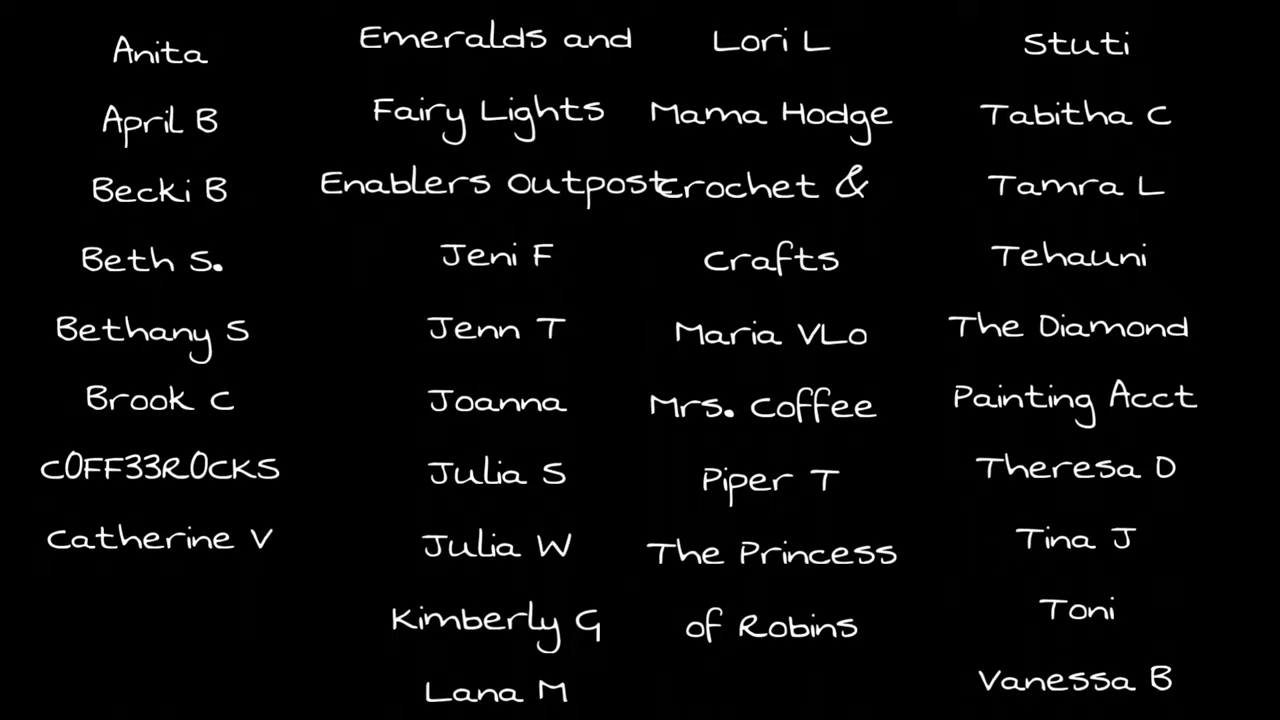 Anita
April B
Becki B
Beth S.
Bethany S
Brook C
C0FF33R0CKS
Catherine V
Emeralds and
Fairy Lights
Enablers Outpost
Jeni F
Jenn T
Joanna
Julia S
Julia W
Kimberly G
Lana M
Lori L
Mama Hodge
Crochet &
Crafts
Maria VLo
Mrs. Coffee
Piper T
The Princess
of Robins
Stuti
Tabitha C
Tamra L
Tehauni
The Diamond
Painting Acct
Theresa D
Tina J
Toni
Vanessa B